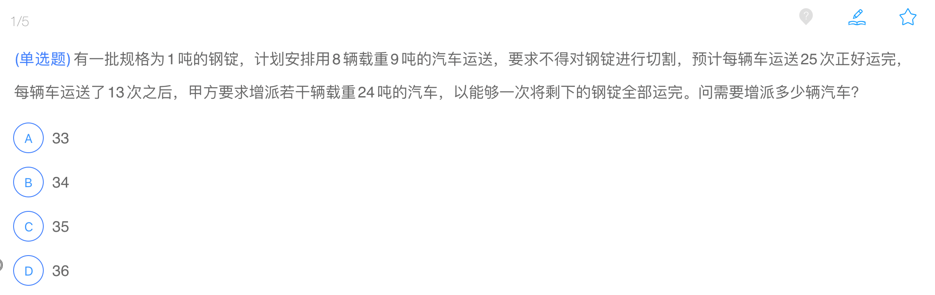 1/5
(单选题)有一批规格为1吨的钢锭，计划安排用8辆载重9吨的汽车运送，要求不得对钢锭进行切割，预计每辆车运送25次正好运完，
每辆车运送了13次之后，甲方要求增派若干辆载重24吨的汽车，以能够一次将剩下的钢锭全部运完。问需要增派多少辆汽车?
A 33
B 34
C 35
D 36